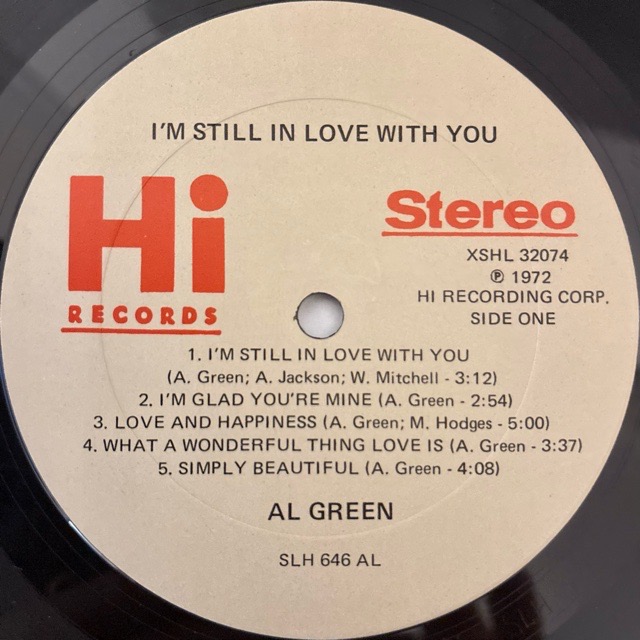 I'M STILL IN LOVE WITH YOU
Hi
RECORDS
Stereo
XSHL 32074
℗ 1972
HI RECORDING CORP.
SIDE ONE
1. I'M STILL IN LOVE WITH YOU
(A. Green; A. Jackson; W. Mitchell - 3:12)
2. I'M GLAD YOU'RE MINE (A. Green - 2:54)
3. LOVE AND HAPPINESS (A. Green; M. Hodges - 5:00)
4. WHAT A WONDERFUL THING LOVE IS (A. Green - 3:37)
5. SIMPLY BEAUTIFUL (A. Green - 4:08)
AL GREEN
SLH 646 AL